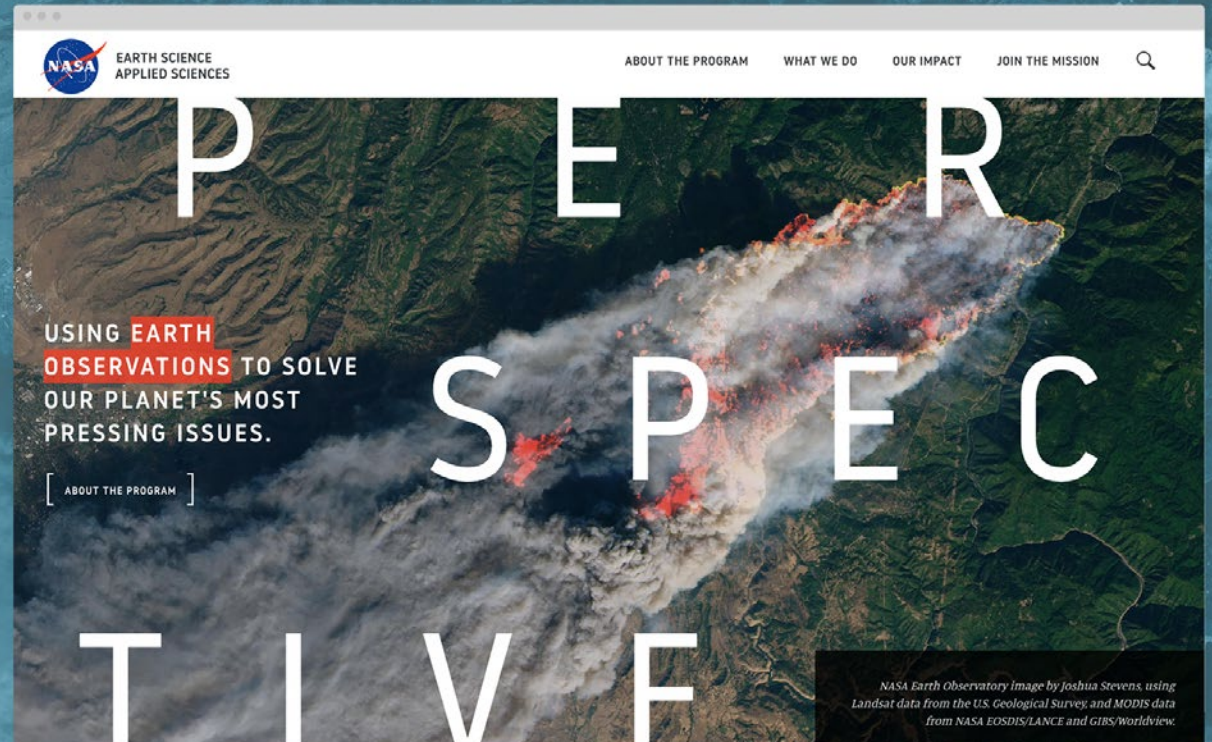 NASA
EARTH SCIENCE
APPLIED SCIENCES
ABOUT THE PROGRAM
WHAT WE DO
OUR IMPACT
JOIN THE MISSION
P E R
S P E C
T I V E
USING EARTH
OBSERVATIONS TO SOLVE
OUR PLANET'S MOST
PRESSING ISSUES.
[ ABOUT THE PROGRAM ]
NASA Earth Observatory image by Joshua Stevens, using
Landsat data from the U.S. Geological Survey, and MODIS data
from NASA EOSDIS/LANCE and GIBS/Worldview.